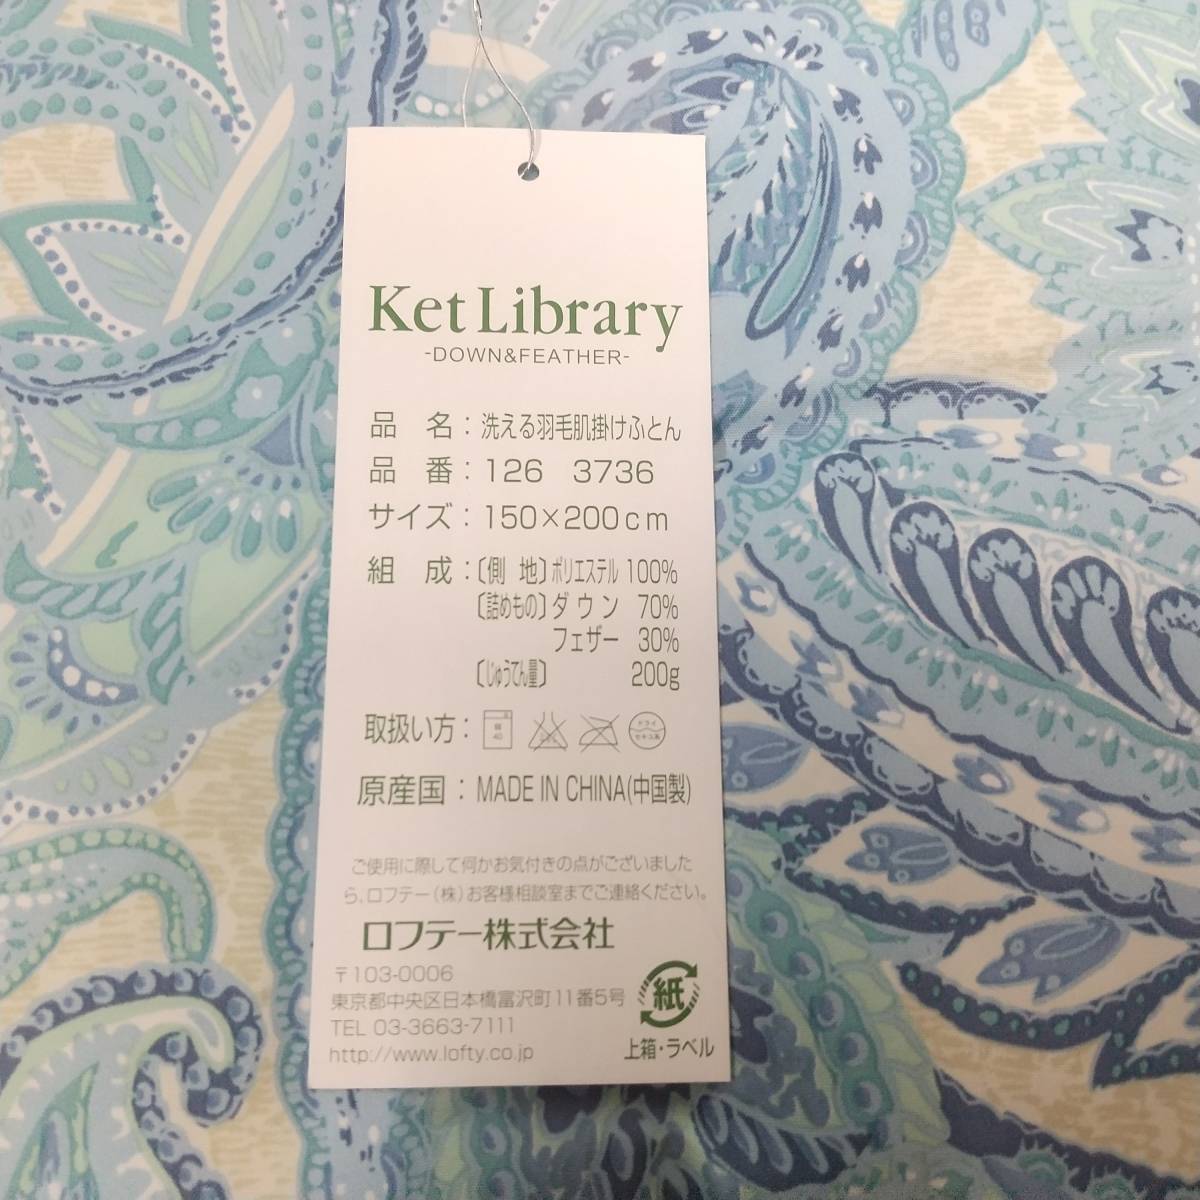 Ket Library
-DOWN&FEATHER-
品 名：洗える羽毛肌掛けふとん
品 番：126 3736
サイズ：150×200cm
組 成：〔側 地〕ポリエステル 100%
〔詰めもの〕ダウン 70%
フェザー 30%
〔じゅうてん量〕 200g
取扱い方：
40
ドライ
セキユ系
原産国：MADE IN CHINA(中国製)
ご使用に際して何かお気付きの点がございました
ら、ロフテー(株)お客様相談室までご連絡ください。
ロフテー株式会社
〒103-0006
東京都中央区日本橋富沢町11番5号
TEL 03-3663-7111
http://www.lofty.co.jp
紙
上箱・ラベル